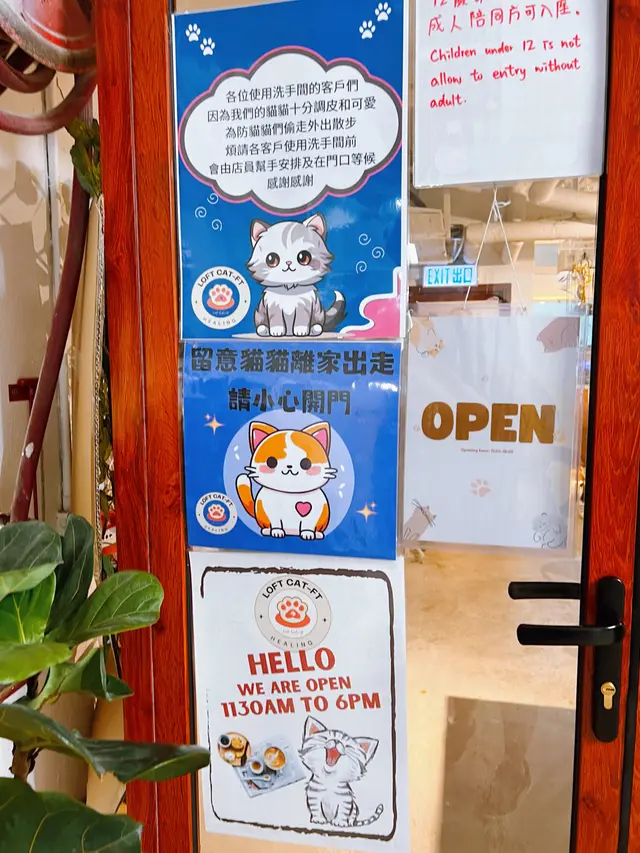 各位使用洗手間的客戶們
因為我們的貓貓十分調皮和可愛
為防貓貓們偷走外出散步
煩請各客戶使用洗手間前
會由店員幫手安排及在門口等候
感謝感謝
LOFT CAT-FT
HEALING
留意貓貓離家出走
請小心開門
LOFT CAT-FT
HEALING
LOFT CAT-FT
HEALING
HELLO
WE ARE OPEN
1130AM TO 6PM
成人陪同方可入座.
Children under 12 is not
allow to entry without
adult.
EXIT 出口
OPEN